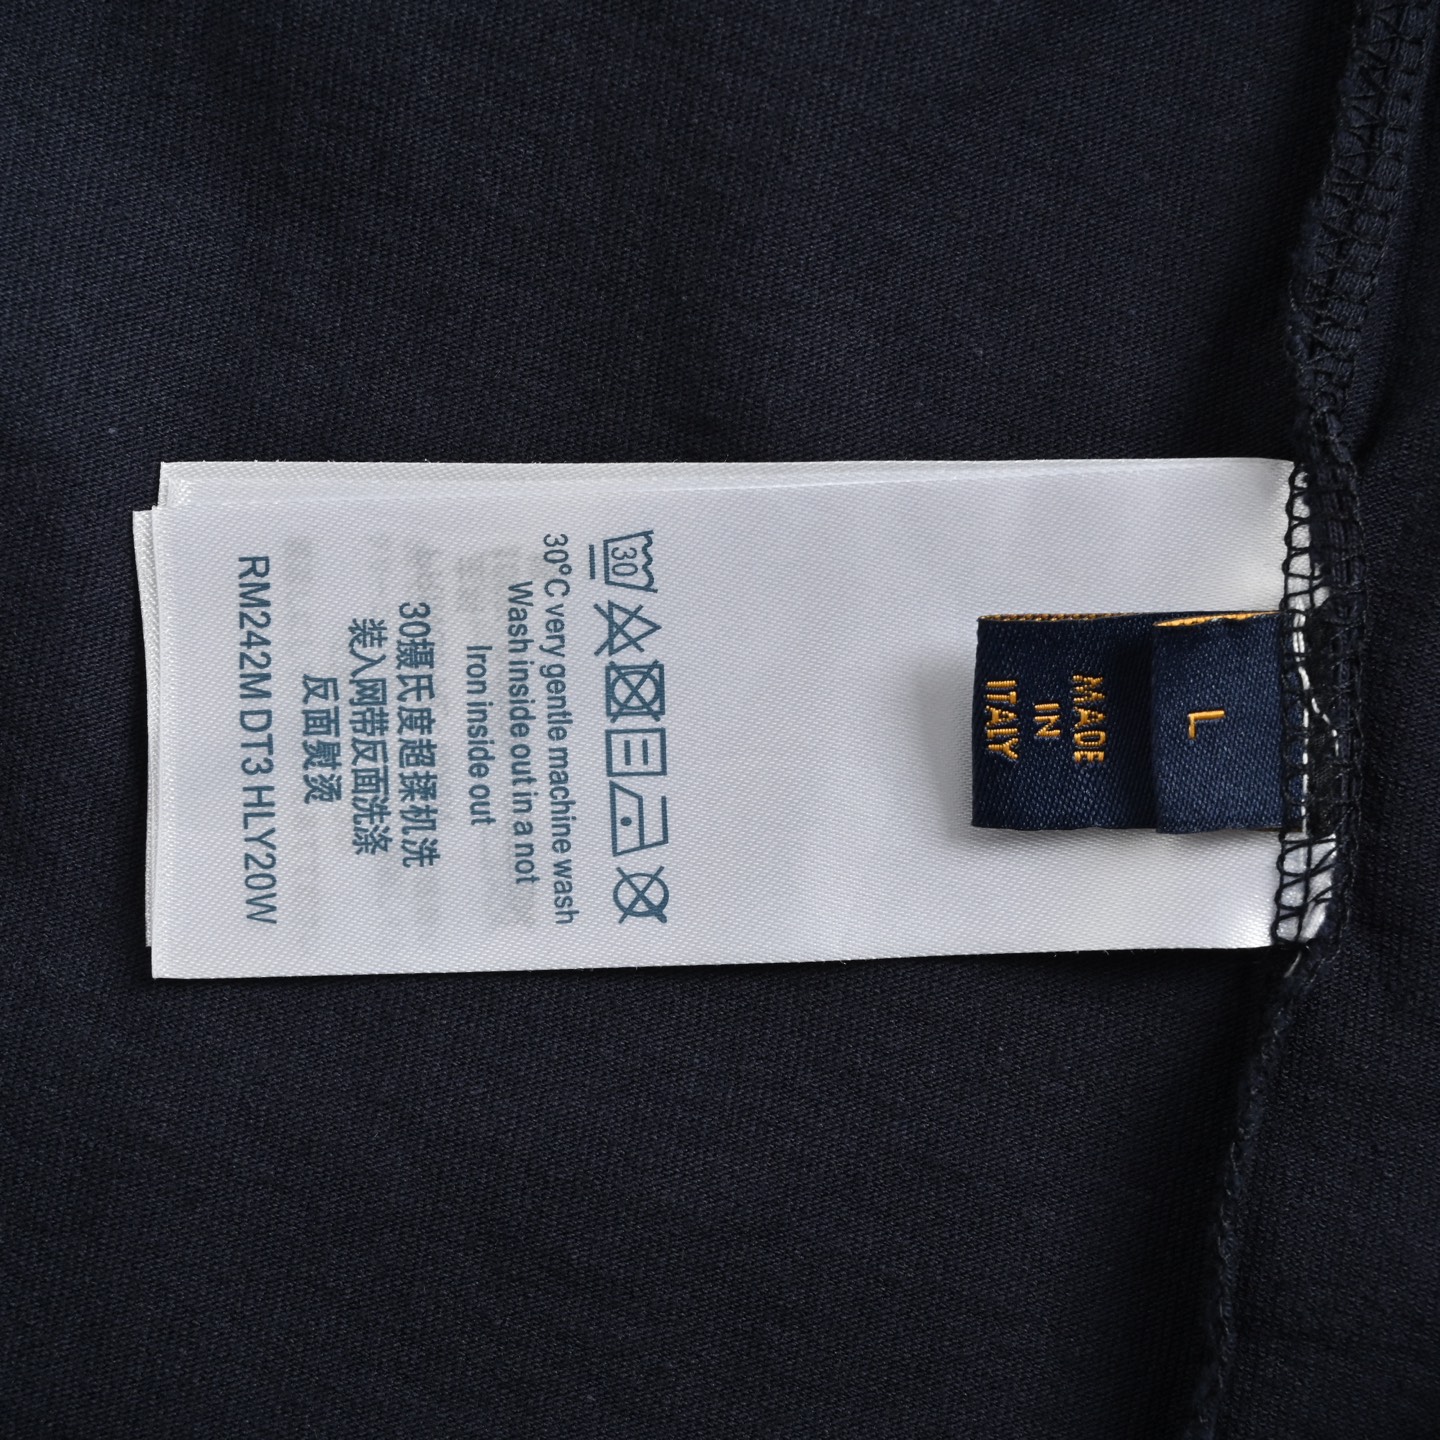 L
MADE
IN
ITALY
30
30°C very gentle machine wash
Wash inside out in a not
Iron inside out
30摄氏度超揉机洗
装入网带反面洗涤
反面熨烫
RM242M DT3 HLY20W